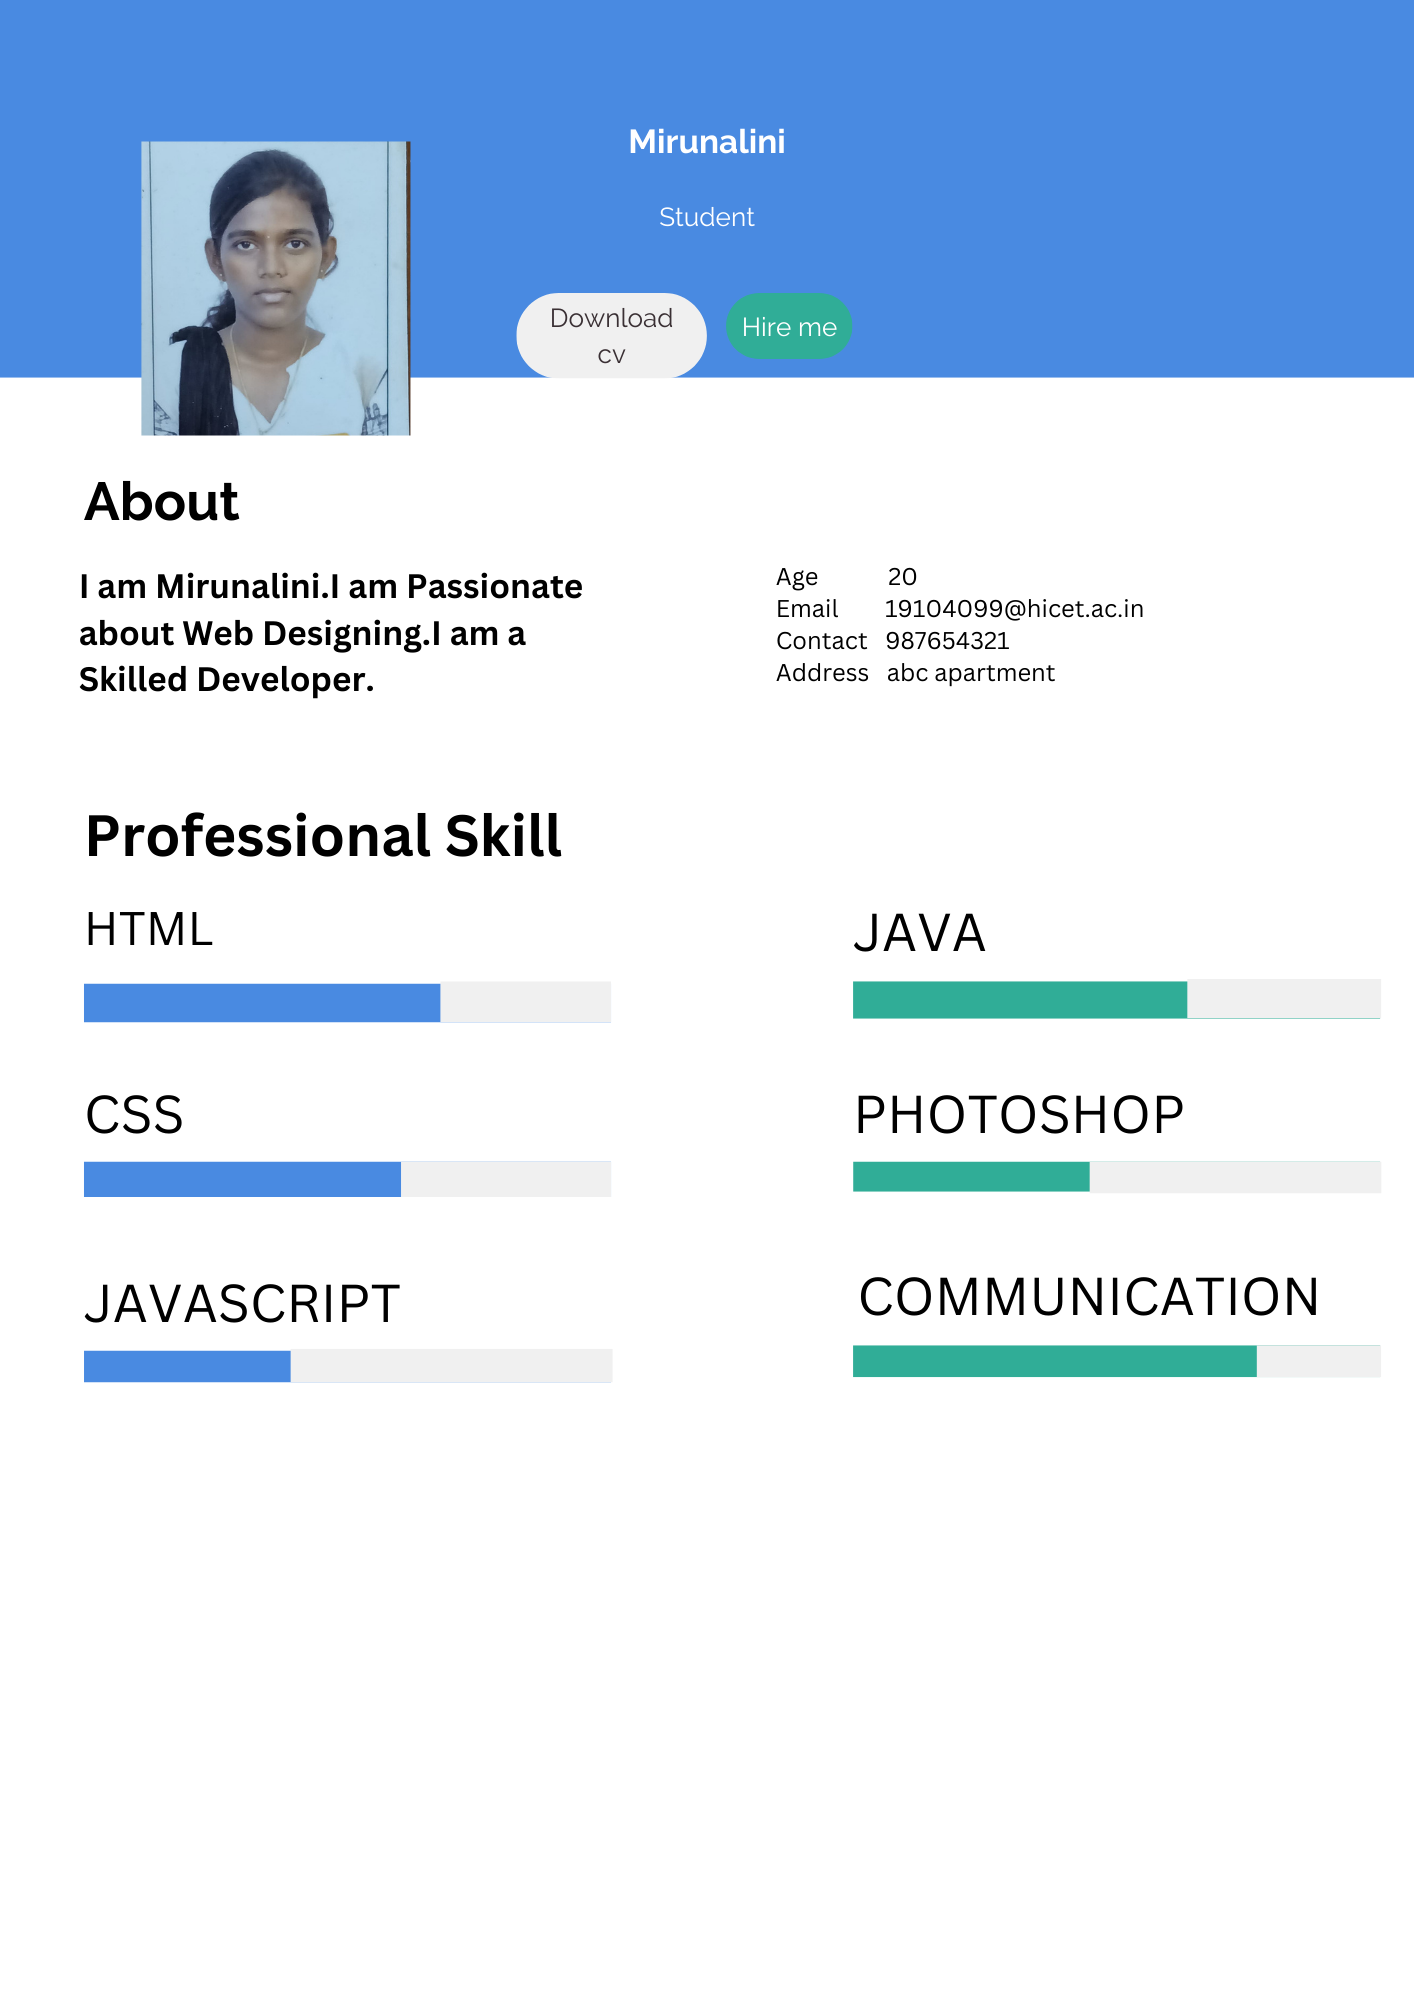 Mirunalini
Student
Download
cv
Hire me
About
I am Mirunalini.I am Passionate
about Web Designing.I am a
Skilled Developer.
Age 20
Email 19104099@hicet.ac.in
Contact 987654321
Address abc apartment
Professional Skill
HTML
JAVA
CSS
PHOTOSHOP
JAVASCRIPT
COMMUNICATION